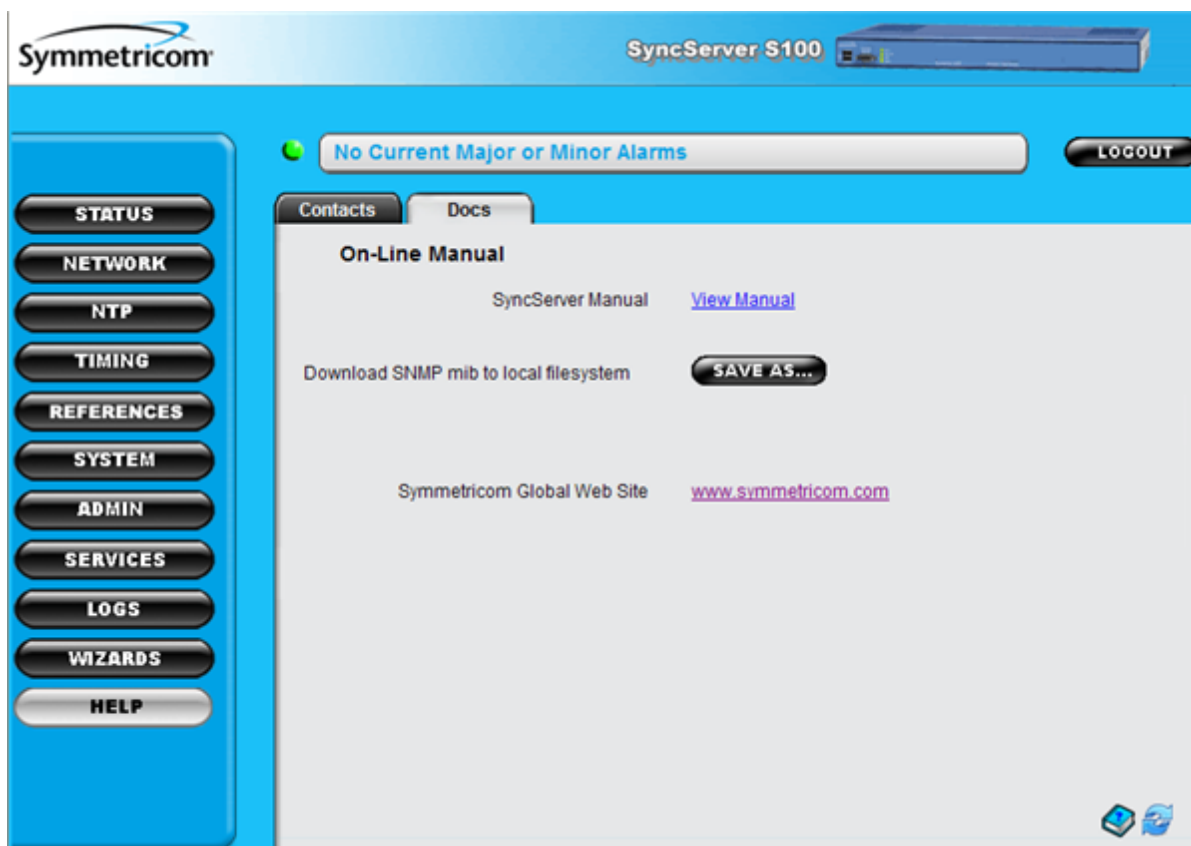 Symmetricom
SyncServer S100
No Current Major or Minor Alarms
LOGOUT
STATUS
NETWORK
NTP
TIMING
REFERENCES
SYSTEM
ADMIN
SERVICES
LOGS
WIZARDS
HELP
Contacts
Docs
On-Line Manual
SyncServer Manual View Manual
Download SNMP mib to local filesystem SAVE AS...
Symmetricom Global Web Site www.symmetricom.com